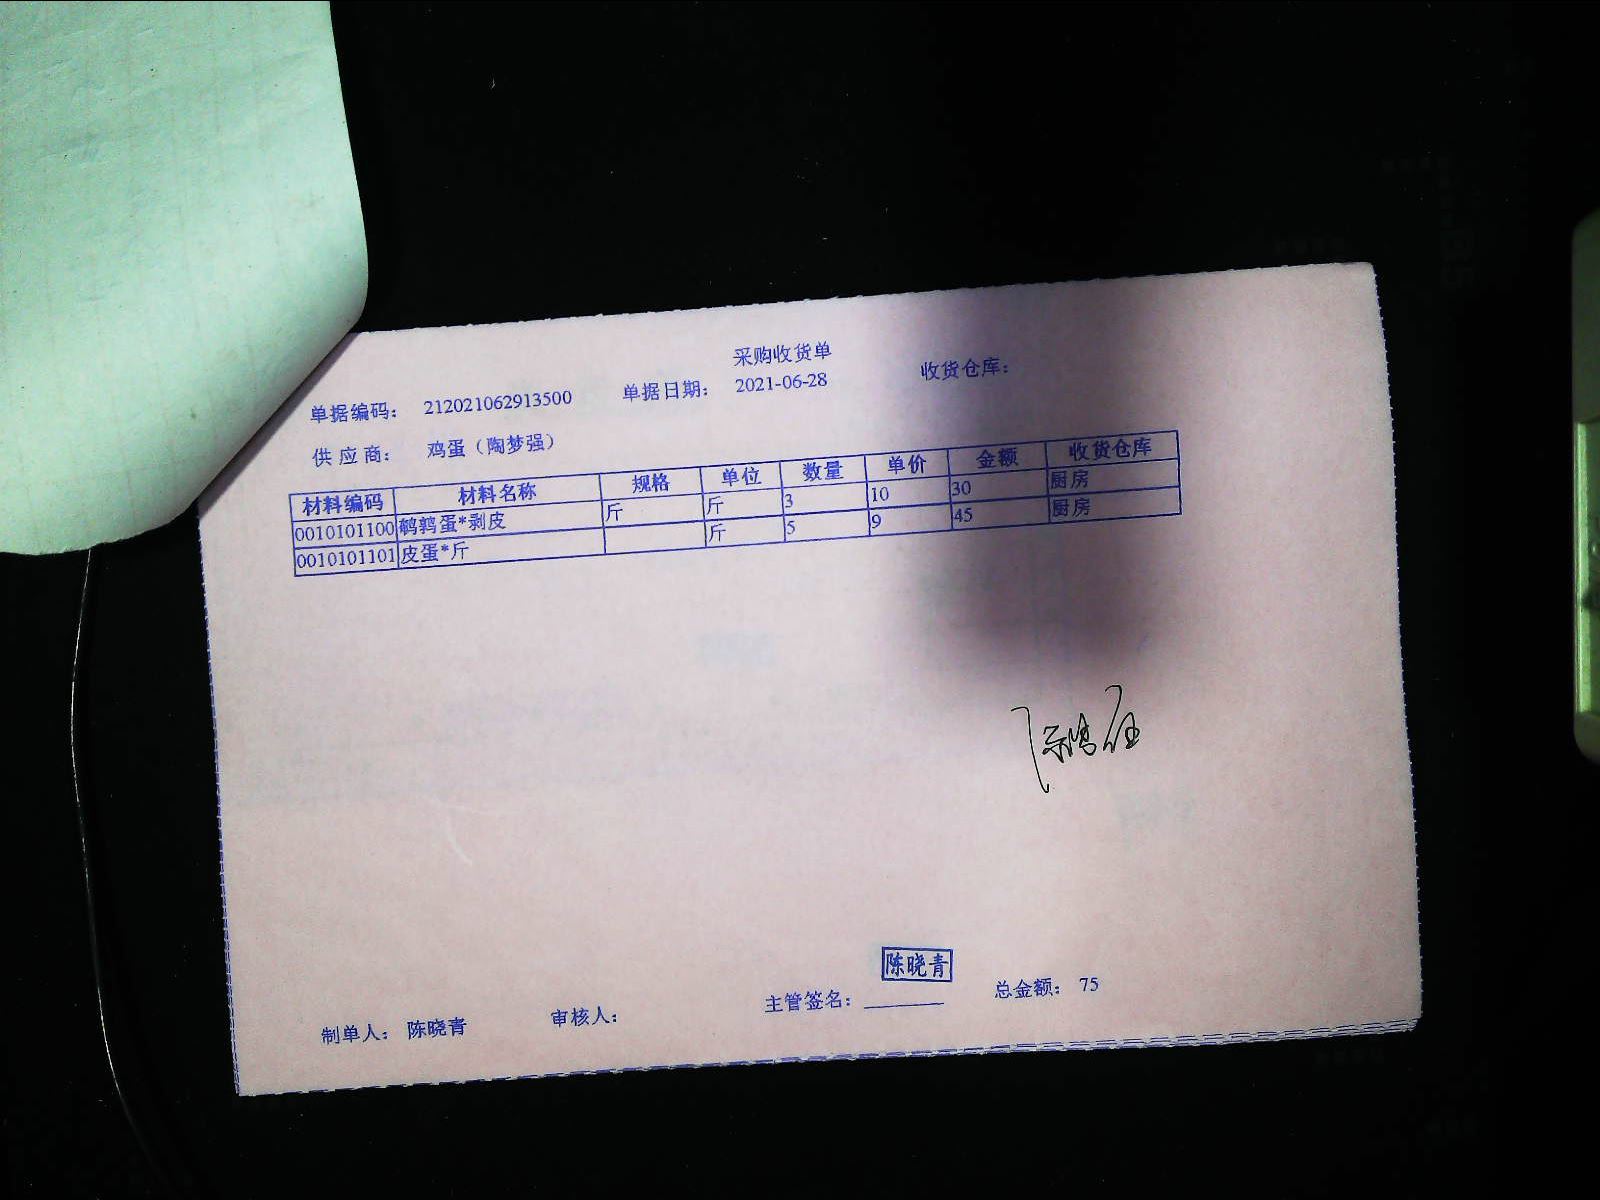 采购收货单
单据编码： 212021062913500 单据日期： 2021-06-28 收货仓库：
供应商： 鸡蛋（陶梦强）
材料编码 材料名称 规格 单位 数量 单价 金额 收货仓库
0010101100 鹌鹑蛋*剥皮 斤 斤 3 10 30 厨房
0010101101 皮蛋*斤 斤 5 9 45 厨房
陈晓青
制单人： 陈晓青 审核人： 主管签名： 总金额： 75